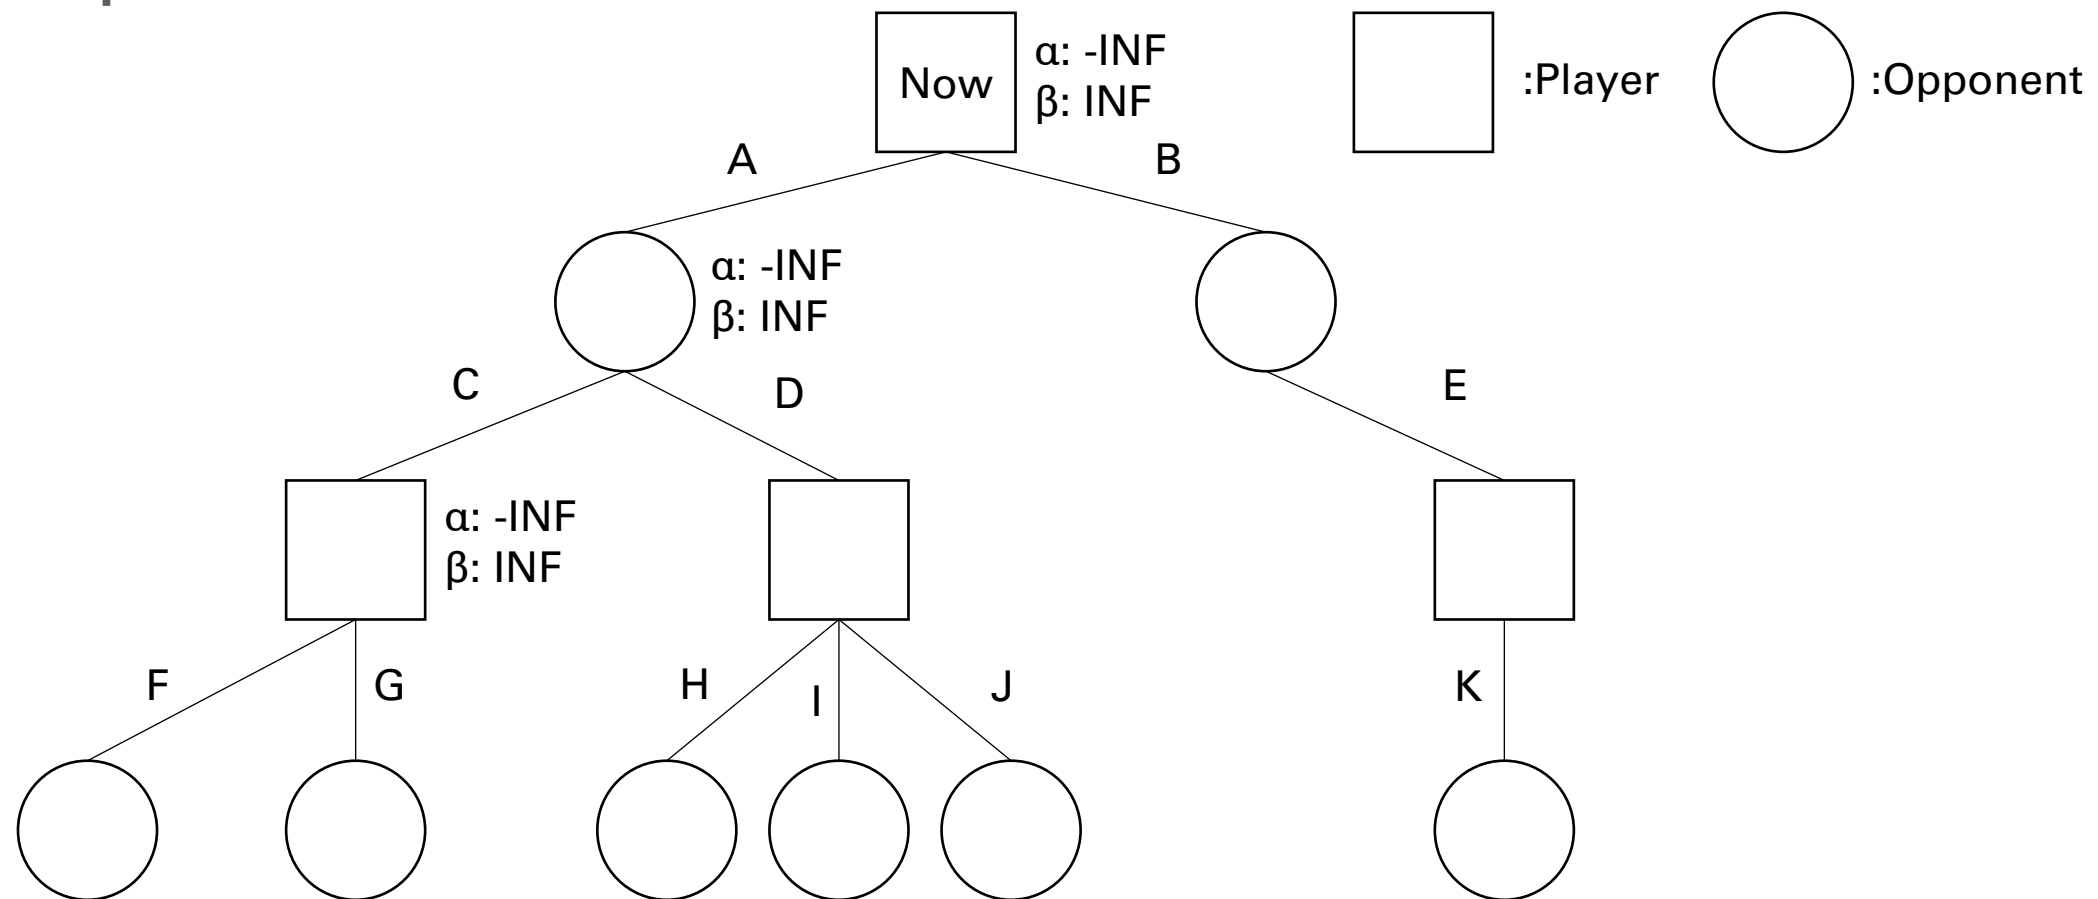 Now
α: -INF
β: INF
:Player
:Opponent
A
B
α: -INF
β: INF
C
D
E
α: -INF
β: INF
F
G
H
I
J
K